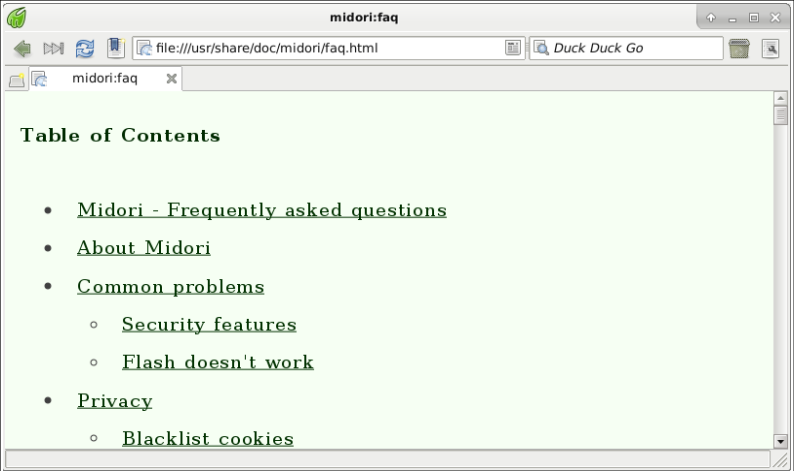 midori:faq
file:///usr/share/doc/midori/faq.html
Duck Duck Go
midori:faq
Table of Contents
Midori - Frequently asked questions
About Midori
Common problems
Security features
Flash doesn't work
Privacy
Blacklist cookies